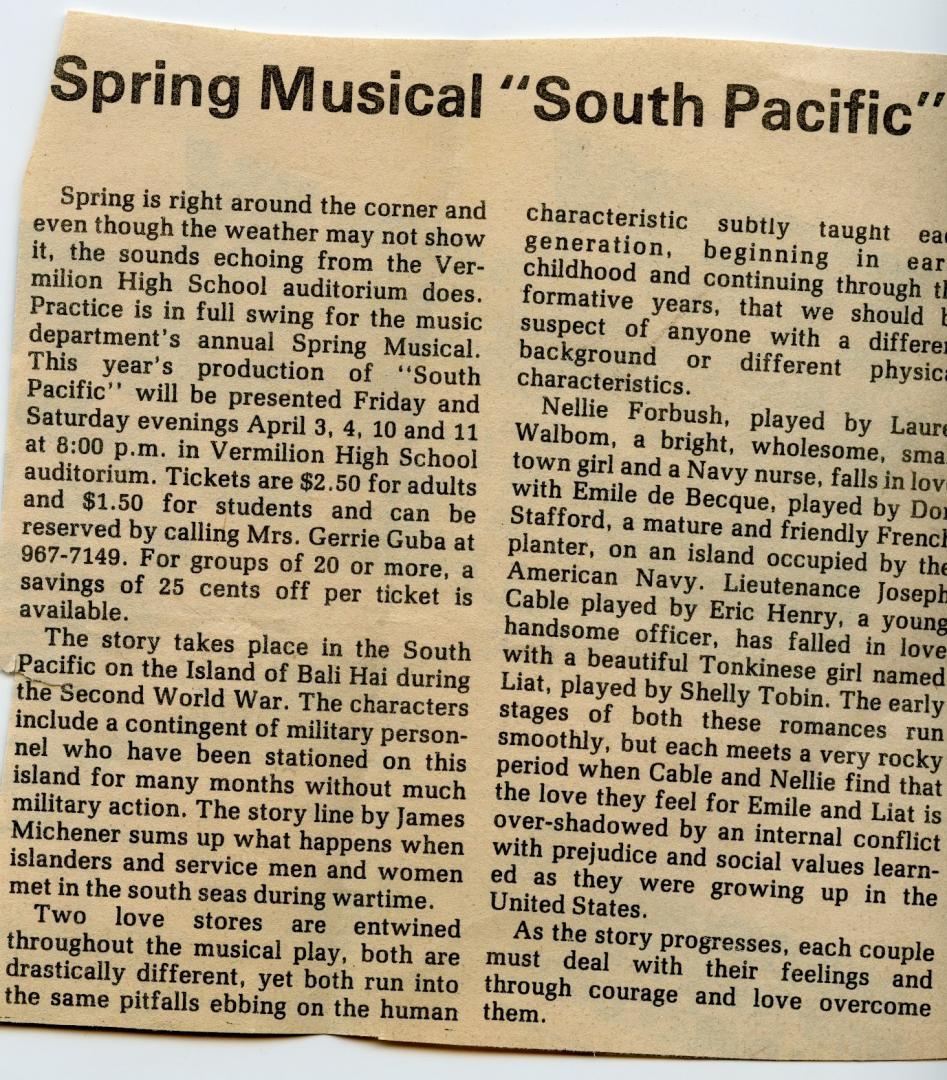 Spring Musical "South Pacific"
Spring is right around the corner and
even though the weather may not show
it, the sounds echoing from the Ver-
milion High School auditorium does.
Practice is in full swing for the music
department's annual Spring Musical.
This year's production of "South
Pacific" will be presented Friday and
Saturday evenings April 3, 4, 10 and 11
at 8:00 p.m. in Vermilion High School
auditorium. Tickets are $2.50 for adults
and $1.50 for students and can be
reserved by calling Mrs. Gerrie Guba at
967-7149. For groups of 20 or more, a
savings of 25 cents off per ticket is
available.
The story takes place in the South
Pacific on the Island of Bali Hai during
the Second World War. The characters
include a contingent of military person-
nel who have been stationed on this
island for many months without much
military action. The story line by James
Michener sums up what happens when
islanders and service men and women
met in the south seas during wartime.
Two love stores are entwined
throughout the musical play, both are
drastically different, yet both run into
the same pitfalls ebbing on the human
characteristic subtly taught ea
generation, beginning in ear
childhood and continuing through t
formative years, that we should
suspect of anyone with a differe
background or different physic
characteristics.
Nellie Forbush, played by Laure
Walbom, a bright, wholesome, sma
town girl and a Navy nurse, falls in lov
with Emile de Becque, played by Do
Stafford, a mature and friendly French
planter, on an island occupied by the
American Navy. Lieutenance Joseph
Cable played by Eric Henry, a young
handsome officer, has falled in love
with a beautiful Tonkinese girl named
Liat, played by Shelly Tobin. The early
stages of both these romances run
smoothly, but each meets a very rocky
period when Cable and Nellie find that
the love they feel for Emile and Liat is
over-shadowed by an internal conflict
with prejudice and social values learn-
ed as they were growing up in the
United States.
As the story progresses, each couple
must deal with their feelings and
through courage and love overcome
them.